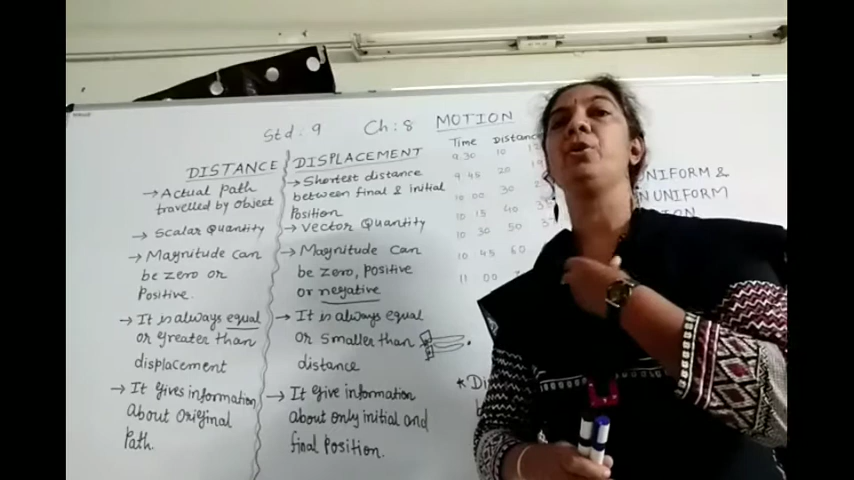 Std : 9 Ch : 8 MOTION
DISTANCE
→ Actual path
travelled by object
→ Scalar Quantity
→ Magnitude can
be zero or
Positive.
→ It is always equal
or Greater than
displacement
→ It gives information
About Original
Path.
DISPLACEMENT
→ Shortest distance
between final & initial
Position
→ Vector Quantity
→ Magnitude can
be zero, positive
or negative
→ It is always equal
or Smaller than
distance
→ It give information
about only initial and
final Position.
Time Distance
9.30 10
9 45 20
10 00 30
10 15 40
10 30 50
10 45 60
11 00
UNIFORM &
N UNIFORM